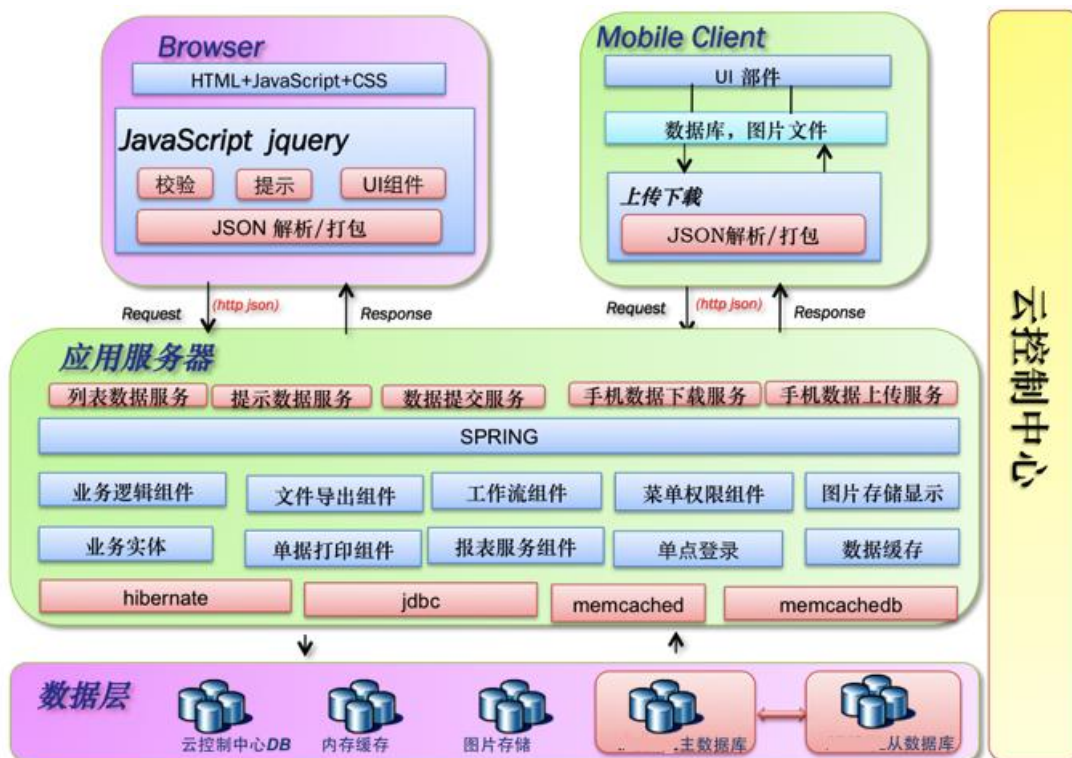 Browser
HTML+JavaScript+CSS
JavaScript jquery
校验
提示
UI组件
JSON 解析/打包
Mobile Client
UI 部件
数据库，图片文件
上传下载
JSON解析/打包
Request
(http json)
Response
Request
(http json)
Response
应用服务器
列表数据服务
提示数据服务
数据提交服务
手机数据下载服务
手机数据上传服务
SPRING
业务逻辑组件
文件导出组件
工作流组件
菜单权限组件
图片存储显示
业务实体
单据打印组件
报表服务组件
单点登录
数据缓存
hibernate
jdbc
memcached
memcachedb
数据层
云控制中心DB
内存缓存
图片存储
主数据库
从数据库
云控制中心